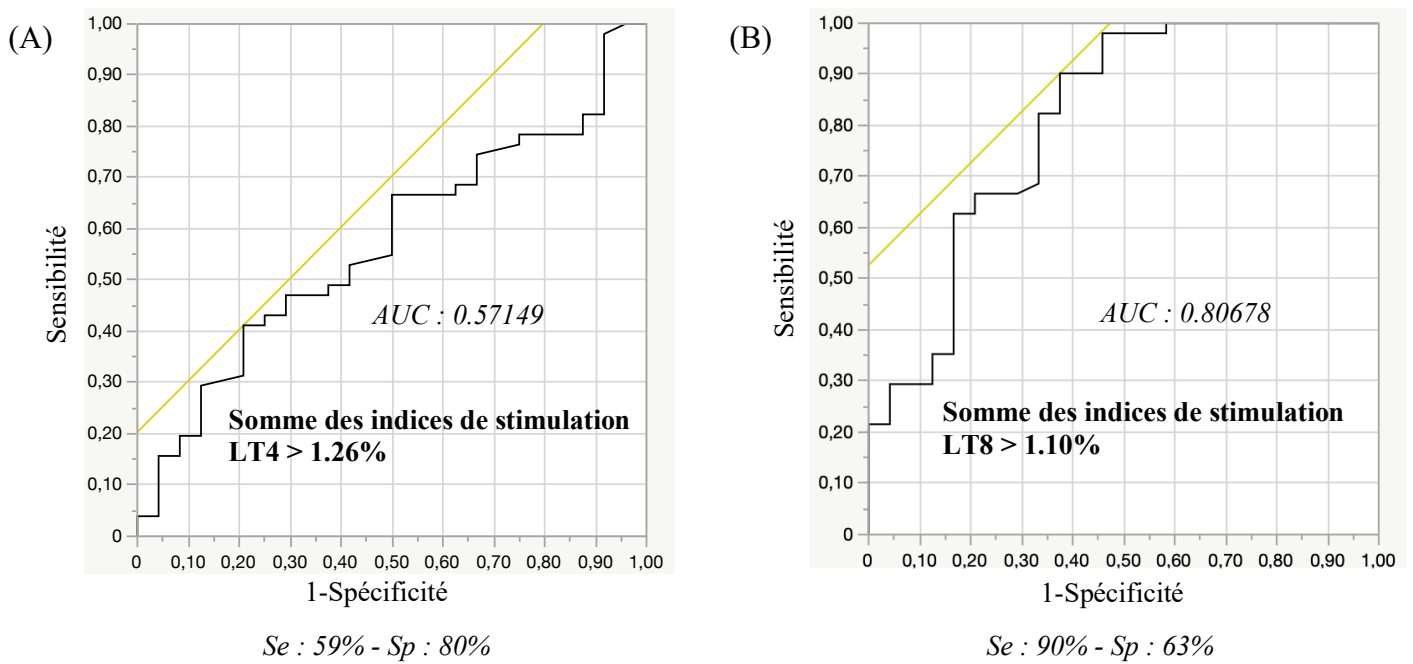 (A)
1,00
0,90
0,80
0,70
0,60
0,50
0,40
0,30
0,20
0,10
0
Sensibilité
AUC : 0.57149
Somme des indices de stimulation
LT4 > 1.26%
0 0,10 0,20 0,30 0,40 0,50 0,60 0,70 0,80 0,90 1,00
1-Spécificité
Se : 59% - Sp : 80%
(B)
1,00
0,90
0,80
0,70
0,60
0,50
0,40
0,30
0,20
0,10
0
Sensibilité
AUC : 0.80678
Somme des indices de stimulation
LT8 > 1.10%
0 0,10 0,20 0,30 0,40 0,50 0,60 0,70 0,80 0,90 1,00
1-Spécificité
Se : 90% - Sp : 63%